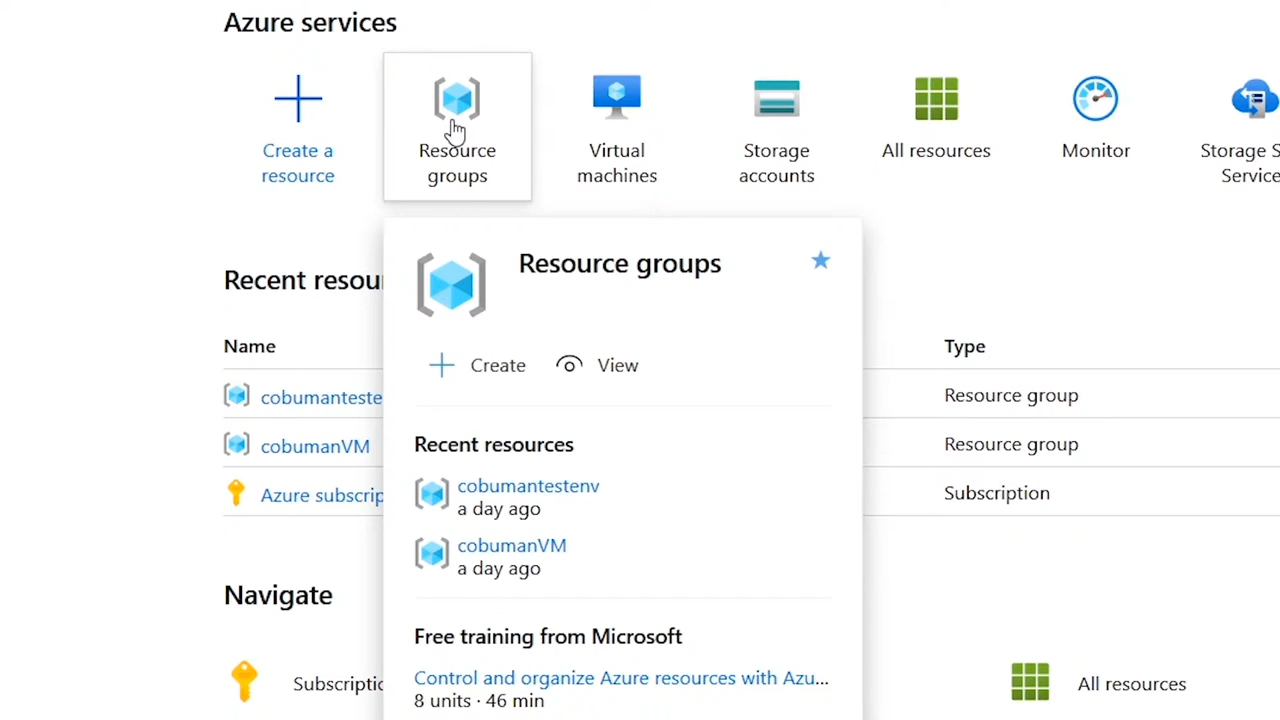 Azure services
Create a
resource
Resource
groups
Virtual
machines
Storage
accounts
All resources
Monitor
Storage S
Service
Resource groups
Recent resou
Create
View
Name
Type
cobumanteste
Resource group
cobumanVM
Resource group
Azure subscrip
Subscription
Recent resources
cobumantestenv
a day ago
cobumanVM
a day ago
Navigate
Free training from Microsoft
Control and organize Azure resources with Azu...
8 units · 46 min
Subscriptio
All resources